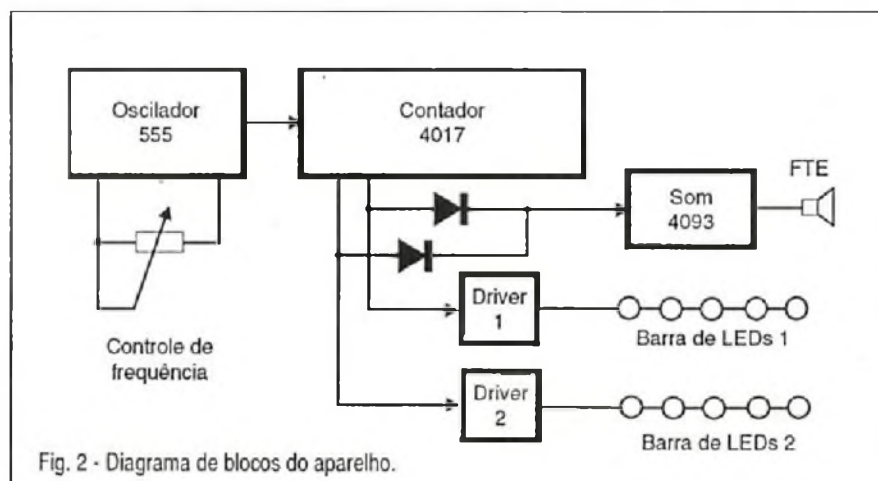 Oscilador
555
Contador
4017
FTE
Som
4093
Driver
1
Barra de LEDs 1
Controle de
frequência
Driver
2
Barra de LEDs 2
Fig. 2 - Diagrama de blocos do aparelho.